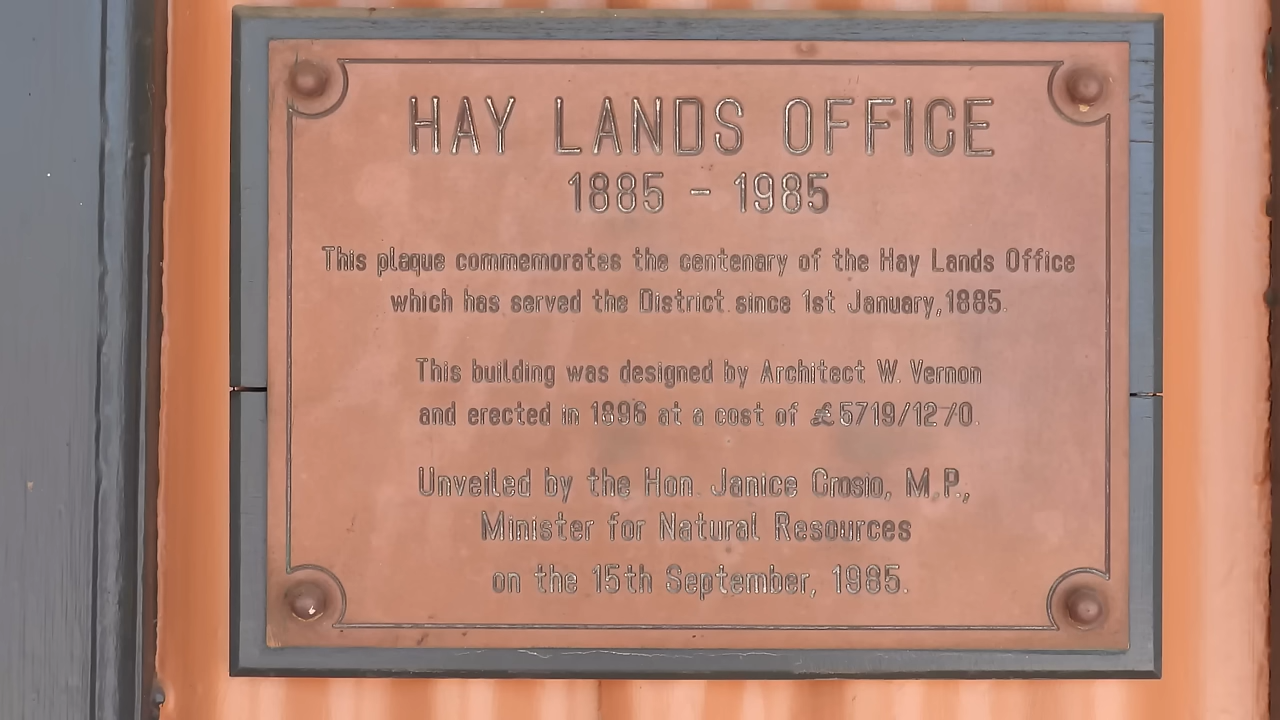 HAY LANDS OFFICE
1885 - 1985
This plaque commemorates the centenary of the Hay Lands Office
which has served the District since 1st January, 1885.
This building was designed by Architect W. Vernon
and erected in 1896 at a cost of £5719/12/0.
Unveiled by the Hon. Janice Crosio, M.P.,
Minister for Natural Resources
on the 15th September, 1985.